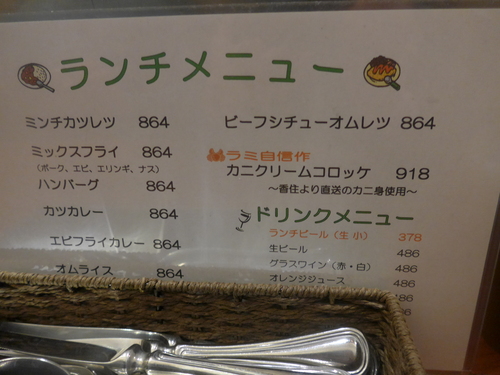 ランチメニュー
ミンチカツレツ 864
ミックスフライ 864
(ポーク、エビ、エリンギ、ナス)
ハンバーグ 864
カツカレー 864
エビフライカレー 864
オムライス 864
ビーフシチューオムレツ 864
ラミ自信作
カニクリームコロッケ 918
～香住より直送のカニ身使用～
ドリンクメニュー
ランチビール(生 小) 378
生ビール 486
グラスワイン(赤・白) 486
オレンジジュース 486